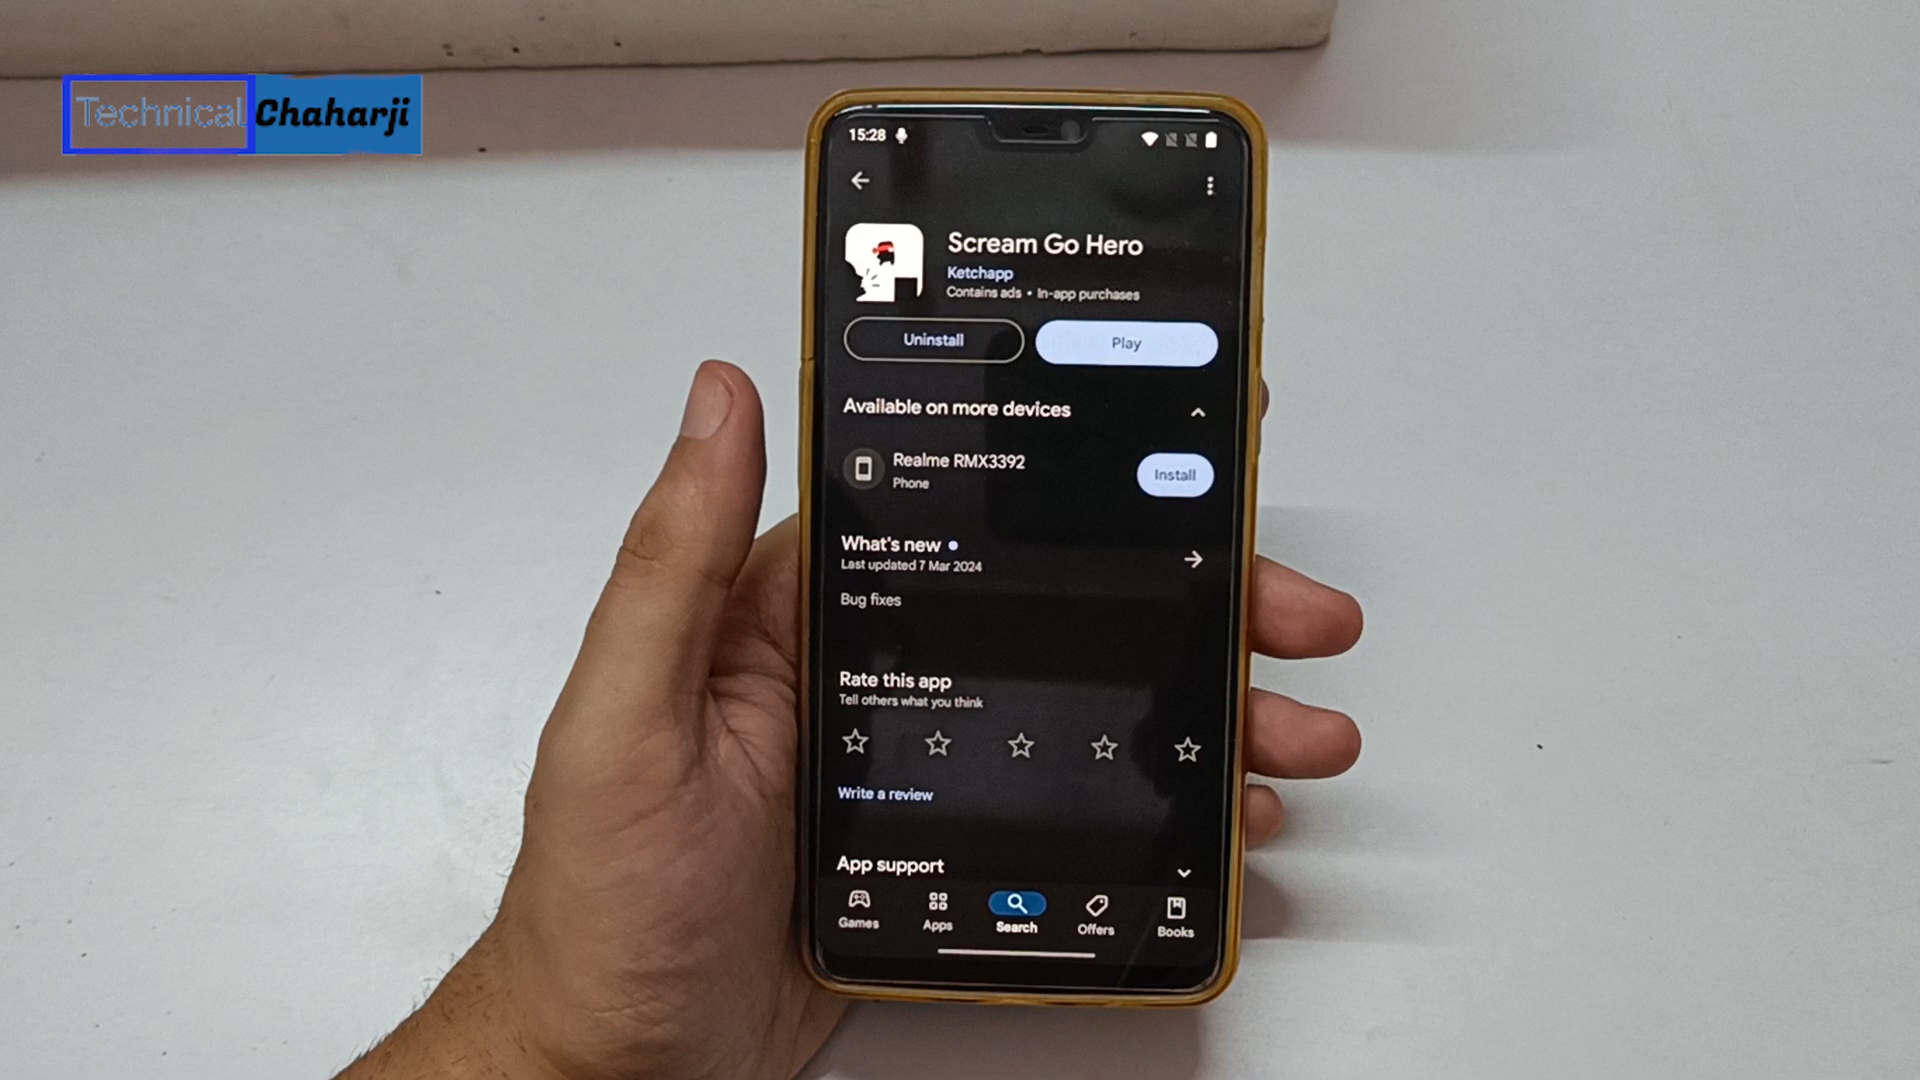 Technical Chaharji
15:28
Scream Go Hero
Ketchapp
Contains ads • In-app purchases
Uninstall
Play
Available on more devices
Realme RMX3392
Phone
Install
What's new
Last updated 7 Mar 2024
Bug fixes
Rate this app
Tell others what you think
Write a review
App support
Games
Apps
Search
Offers
Books